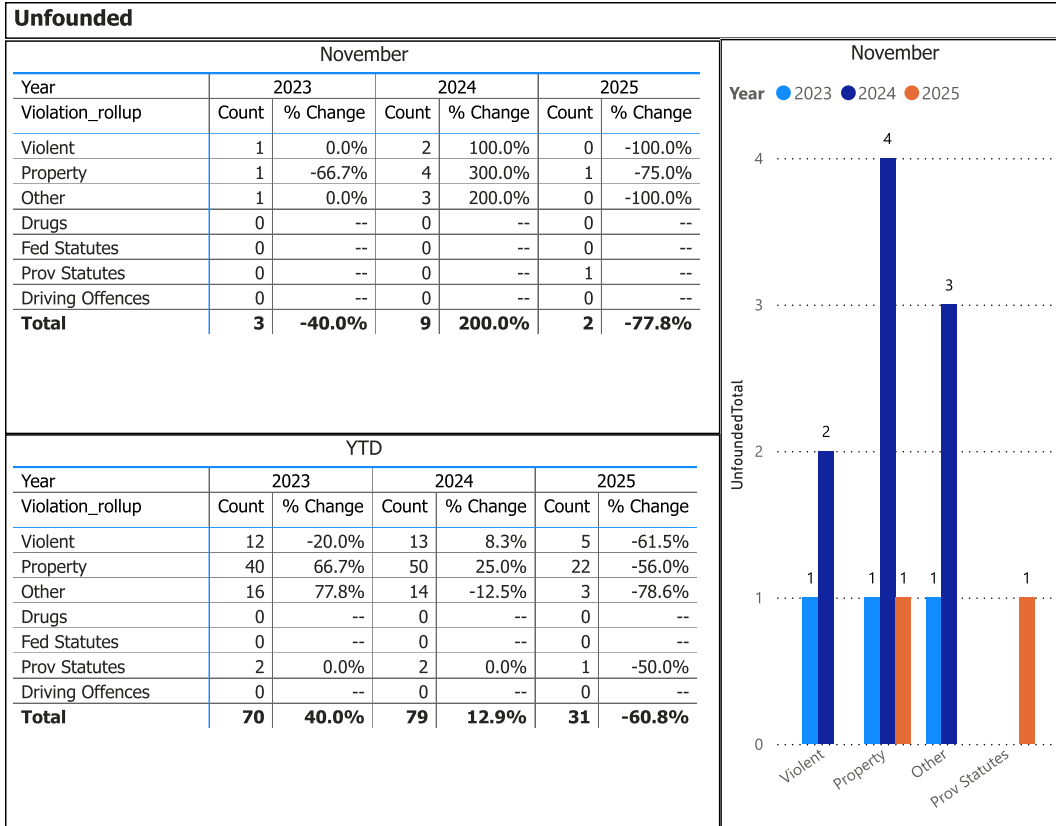 Unfounded
November
Year 2023 2024 2025
Violation_rollup Count % Change Count % Change Count % Change
Violent 1 0.0% 2 100.0% 0 -100.0%
Property 1 -66.7% 4 300.0% 1 -75.0%
Other 1 0.0% 3 200.0% 0 -100.0%
Drugs 0 -- 0 -- 0 --
Fed Statutes 0 -- 0 -- 0 --
Prov Statutes 0 -- 0 -- 1 --
Driving Offences 0 -- 0 -- 0 --
Total 3 -40.0% 9 200.0% 2 -77.8%
YTD
Year 2023 2024 2025
Violation_rollup Count % Change Count % Change Count % Change
Violent 12 -20.0% 13 8.3% 5 -61.5%
Property 40 66.7% 50 25.0% 22 -56.0%
Other 16 77.8% 14 -12.5% 3 -78.6%
Drugs 0 -- 0 -- 0 --
Fed Statutes 0 -- 0 -- 0 --
Prov Statutes 2 0.0% 2 0.0% 1 -50.0%
Driving Offences 0 -- 0 -- 0 --
Total 70 40.0% 79 12.9% 31 -60.8%
November
Year 2023 2024 2025
4
4
3
3
2
2
UnfoundedTotal
1 1 1 1 1
1
0
Violent Property Other Prov Statutes